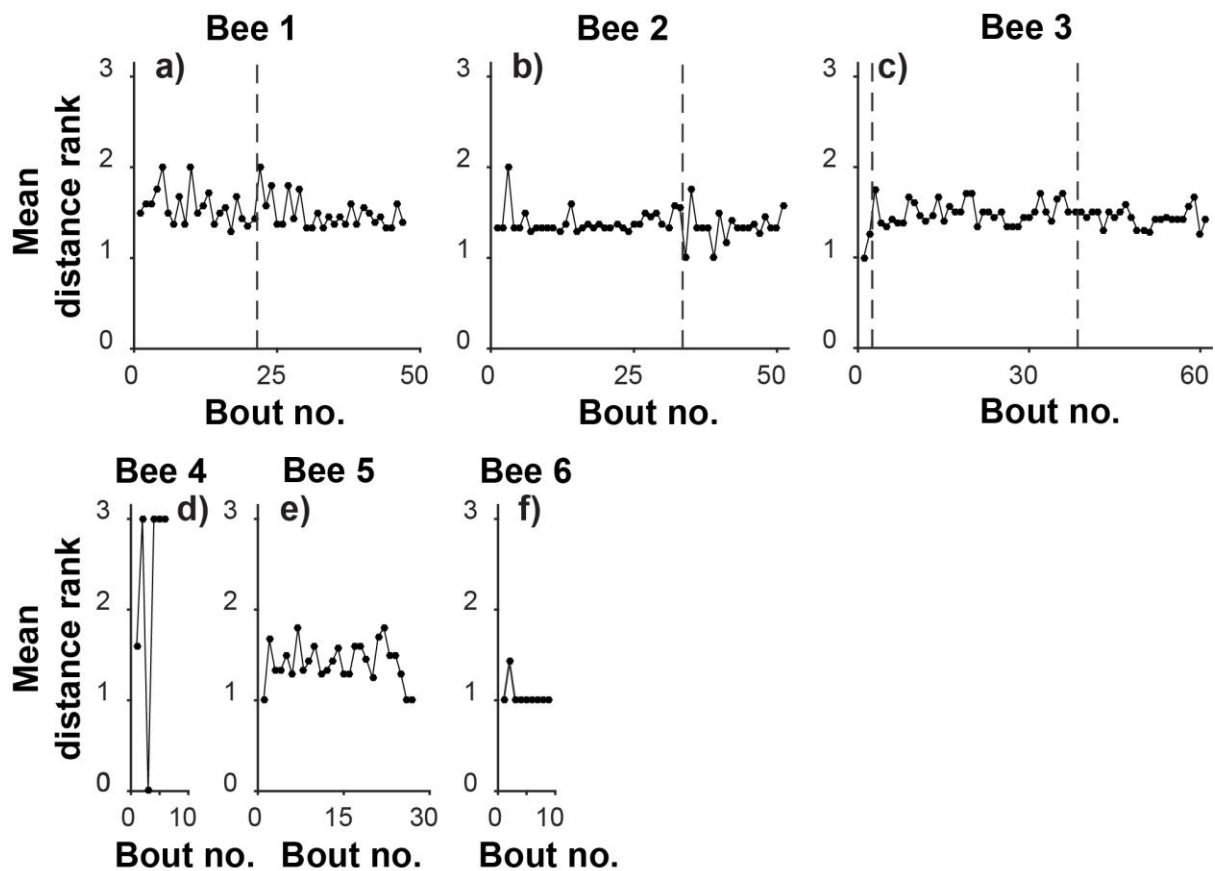 Bee 1
Bee 2
Bee 3
a)
b)
c)
Mean
distance rank
3
2
1
0
3
2
1
0
3
2
1
0
0 25 50
0 25 50
0 30 60
Bout no.
Bout no.
Bout no.
Bee 4
Bee 5
Bee 6
d)
e)
f)
Mean
distance rank
3
2
1
0
3
2
1
0
3
2
1
0
0 10
0 15 30
0 10
Bout no.
Bout no.
Bout no.